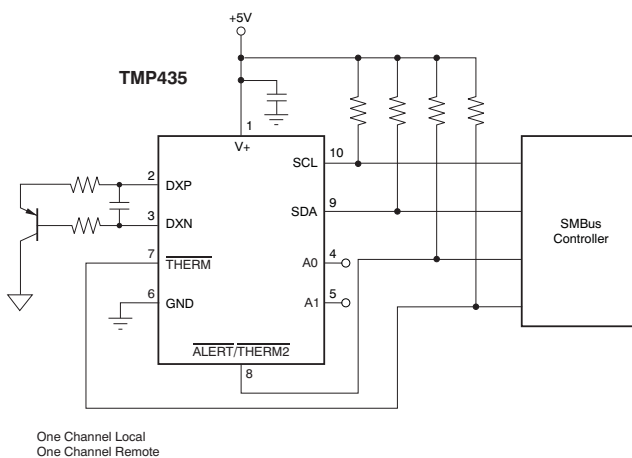 +5V
TMP435
1
V+
SCL
10
2
DXP
3
DXN
SDA
9
SMBus
Controller
7
THERM
A0
4
6
GND
A1
5
ALERT/THERM2
8
One Channel Local
One Channel Remote